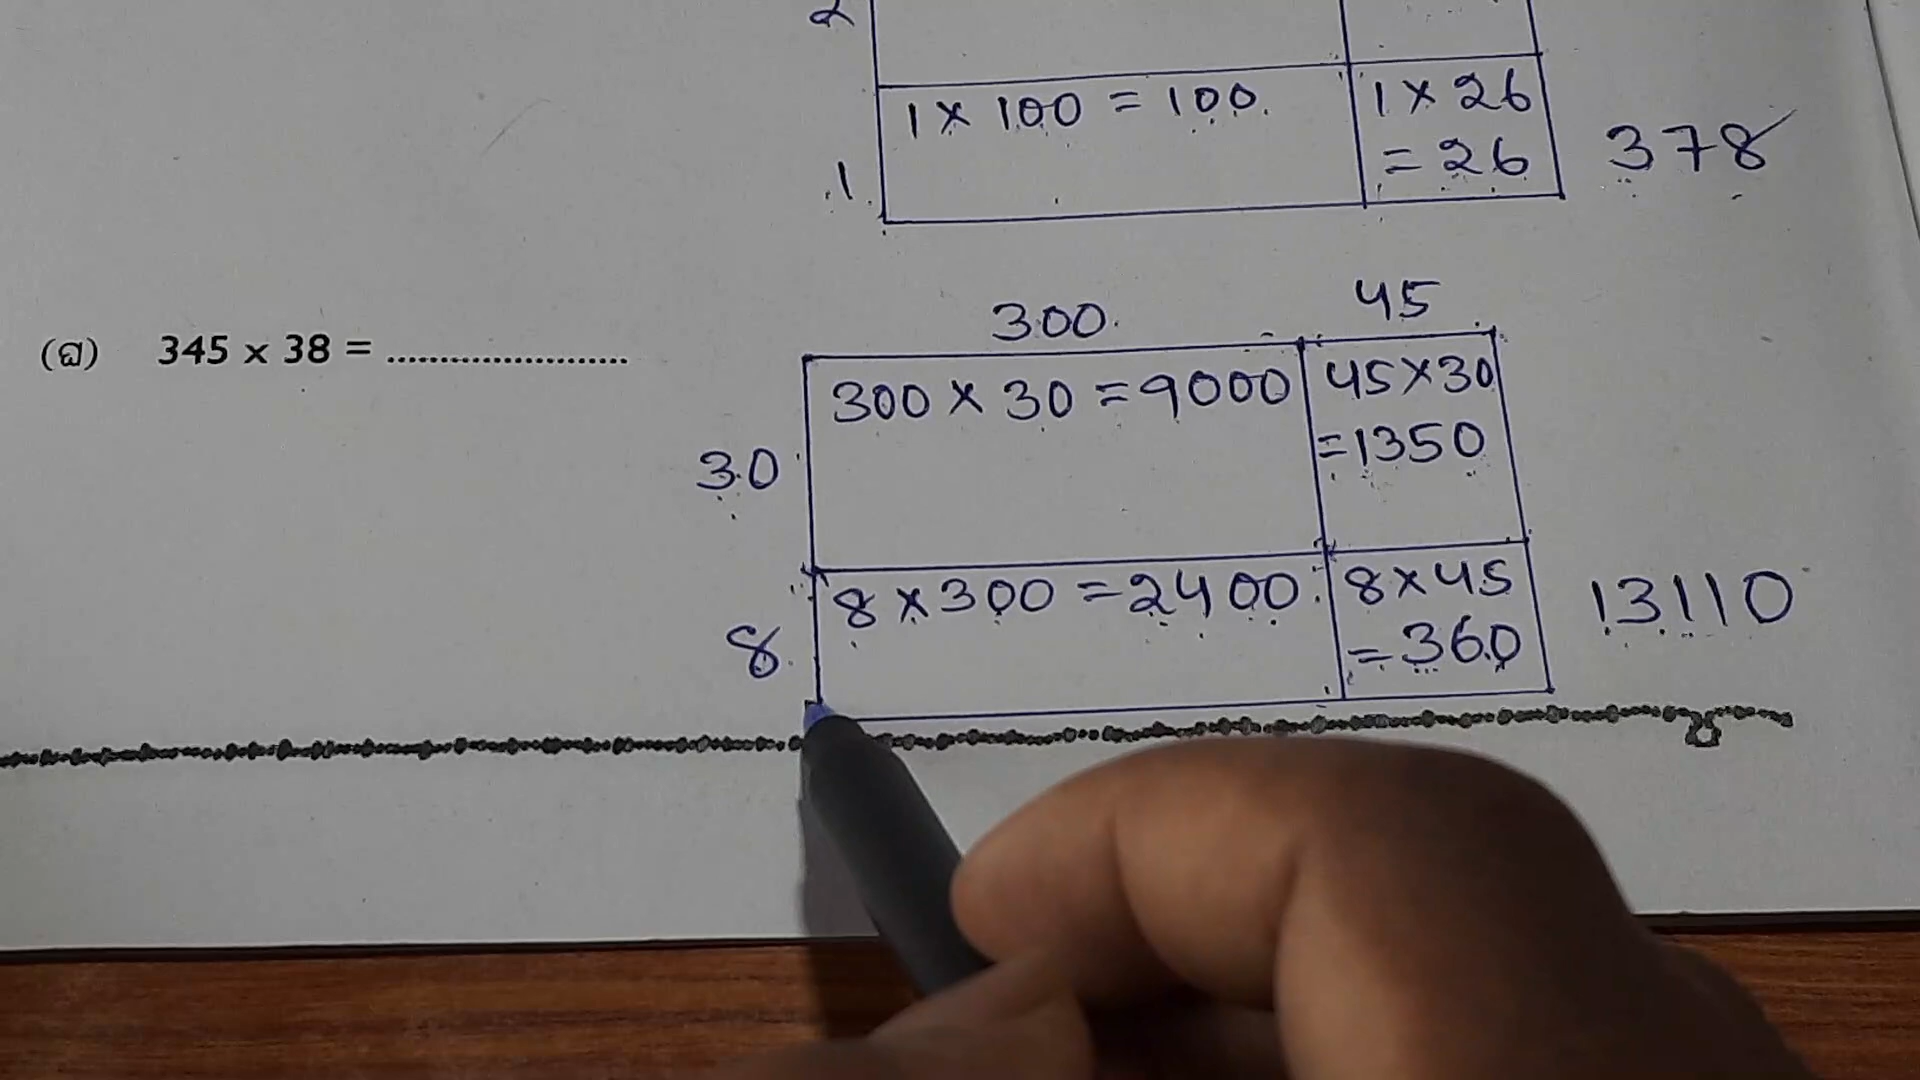 2
1 × 100 = 100
1 × 26
= 26
1
378
(ଘ) 345 x 38 = ......................
300
45
300 × 30 = 9000
45 × 30
= 1350
30
8 × 300 = 2400
8 × 45
= 360
8
13110